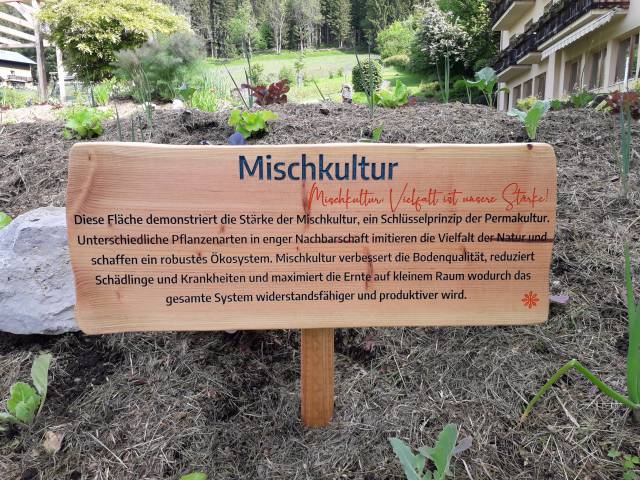 Mischkultur
Mischkultur: Vielfalt ist unsere Stärke!
Diese Fläche demonstriert die Stärke der Mischkultur, ein Schlüsselprinzip der Permakultur.
Unterschiedliche Pflanzenarten in enger Nachbarschaft imitieren die Vielfalt der Natur und
schaffen ein robustes Ökosystem. Mischkultur verbessert die Bodenqualität, reduziert
Schädlinge und Krankheiten und maximiert die Ernte auf kleinem Raum wodurch das
gesamte System widerstandsfähiger und produktiver wird.